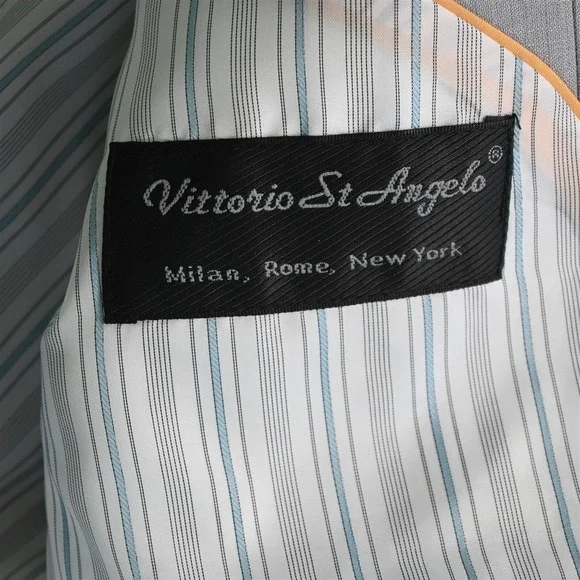 Vittorio St Angelo®
Milan, Rome, New York